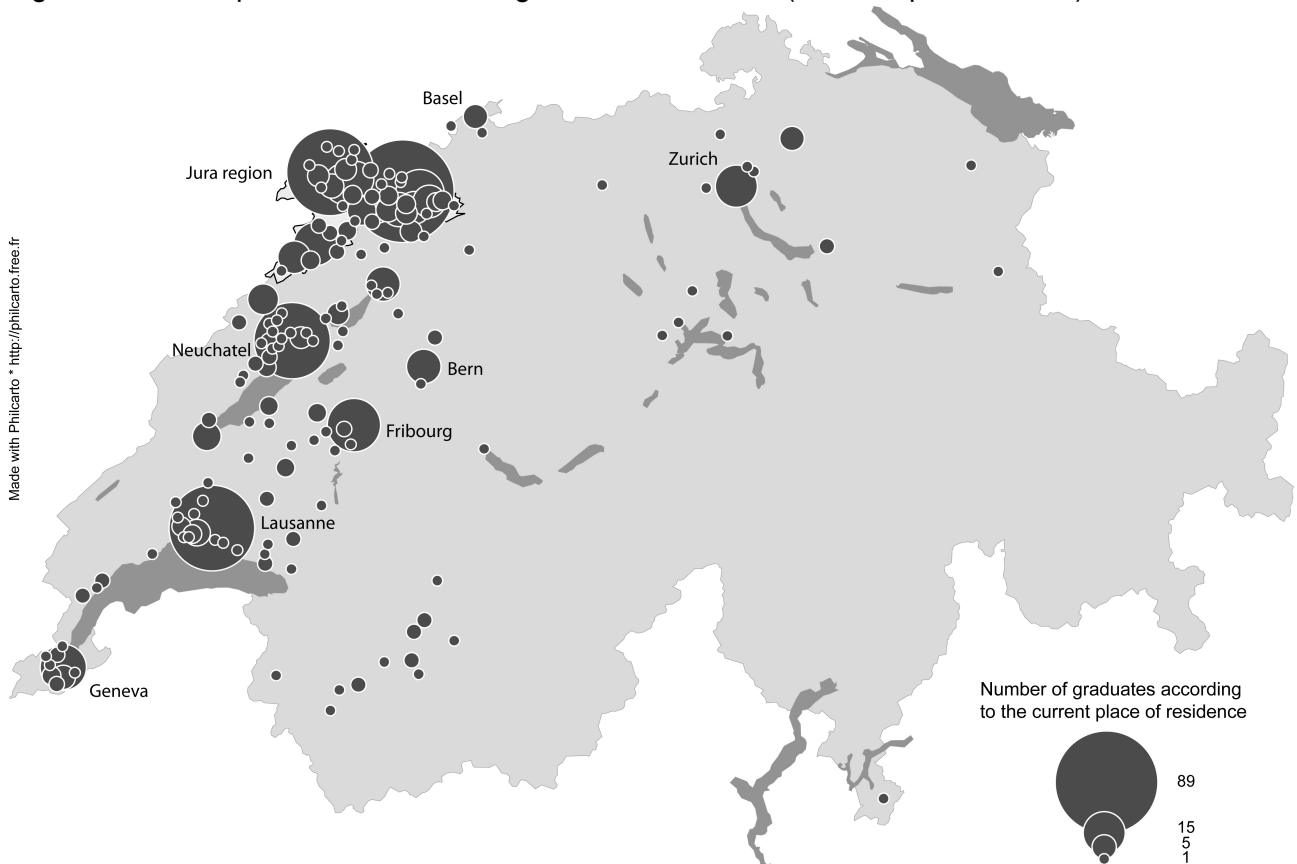 Basel
Zurich
Jura region
Neuchatel
Bern
Fribourg
Lausanne
Geneva
Made with Philcarto * http://philcarto.free.fr
Number of graduates according
to the current place of residence
89
15
5
1